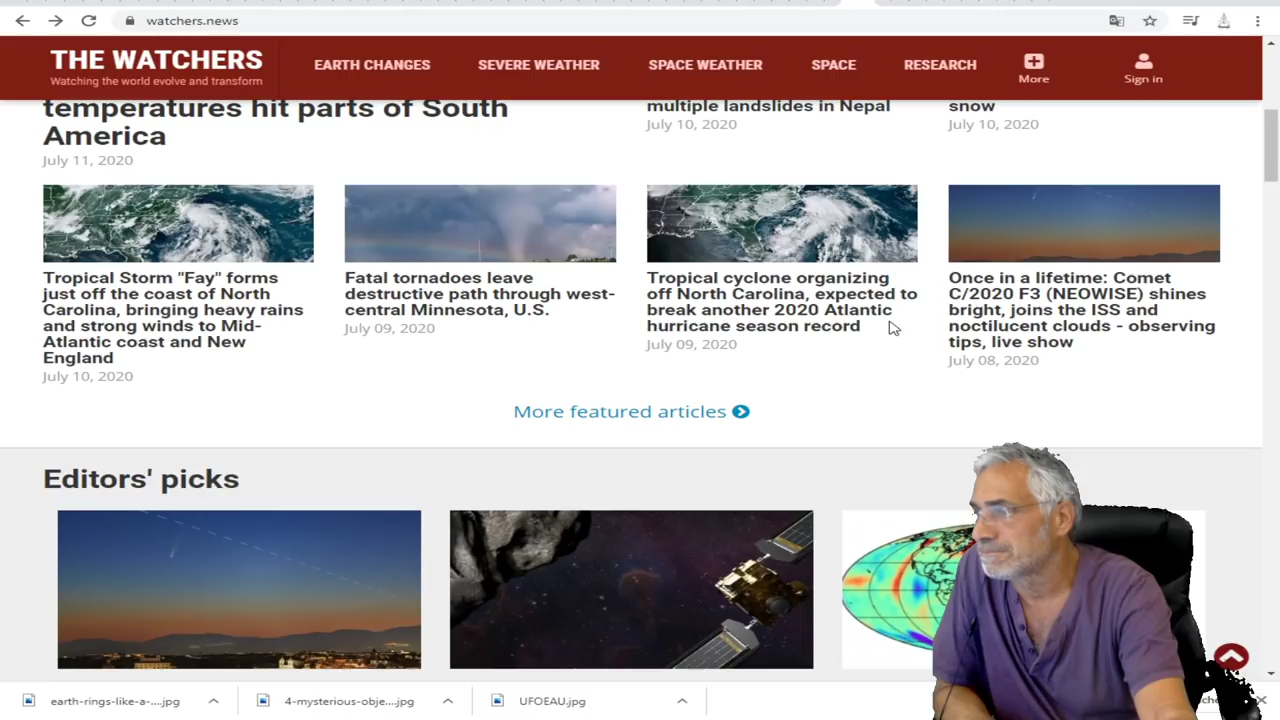 watchers.news
THE WATCHERS
Watching the world evolve and transform
EARTH CHANGES
SEVERE WEATHER
SPACE WEATHER
SPACE
RESEARCH
More
Sign in
temperatures hit parts of South
America
July 11, 2020
multiple landslides in Nepal
July 10, 2020
snow
July 10, 2020
Tropical Storm "Fay" forms
just off the coast of North
Carolina, bringing heavy rains
and strong winds to Mid-
Atlantic coast and New
England
July 10, 2020
Fatal tornadoes leave
destructive path through west-
central Minnesota, U.S.
July 09, 2020
Tropical cyclone organizing
off North Carolina, expected to
break another 2020 Atlantic
hurricane season record
July 09, 2020
Once in a lifetime: Comet
C/2020 F3 (NEOWISE) shines
bright, joins the ISS and
noctilucent clouds - observing
tips, live show
July 08, 2020
More featured articles
Editors' picks
earth-rings-like-a-....jpg
4-mysterious-obje....jpg
UFOEAU.jpg